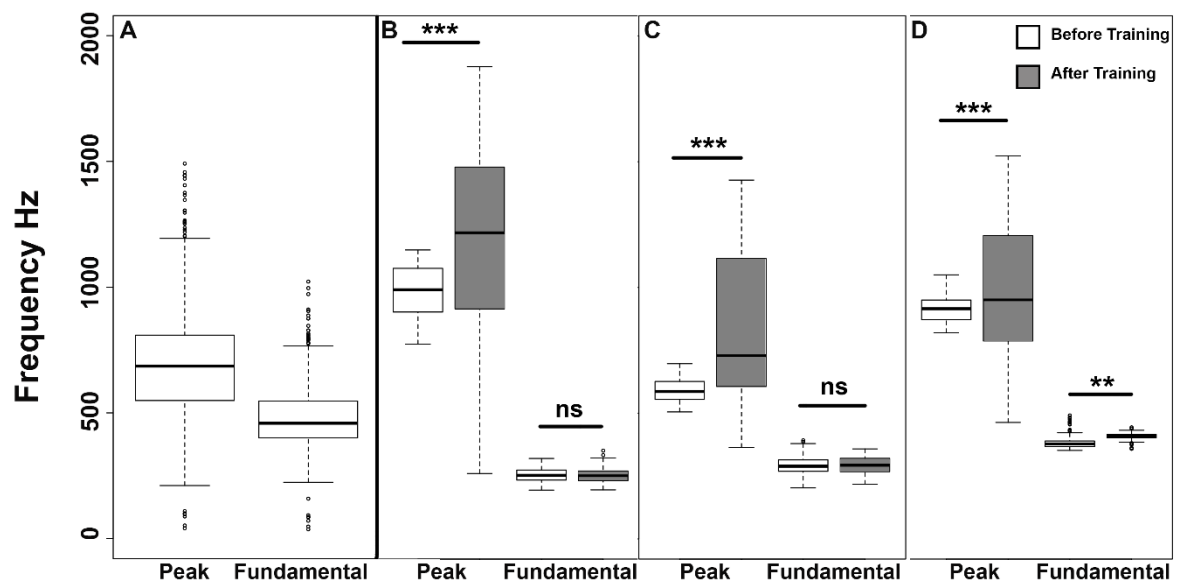 A
B
C
D
Before Training
After Training
***
***
***
ns
ns
**
Frequency Hz
2000
1500
1000
500
0
Peak Fundamental Peak Fundamental Peak Fundamental Peak Fundamental